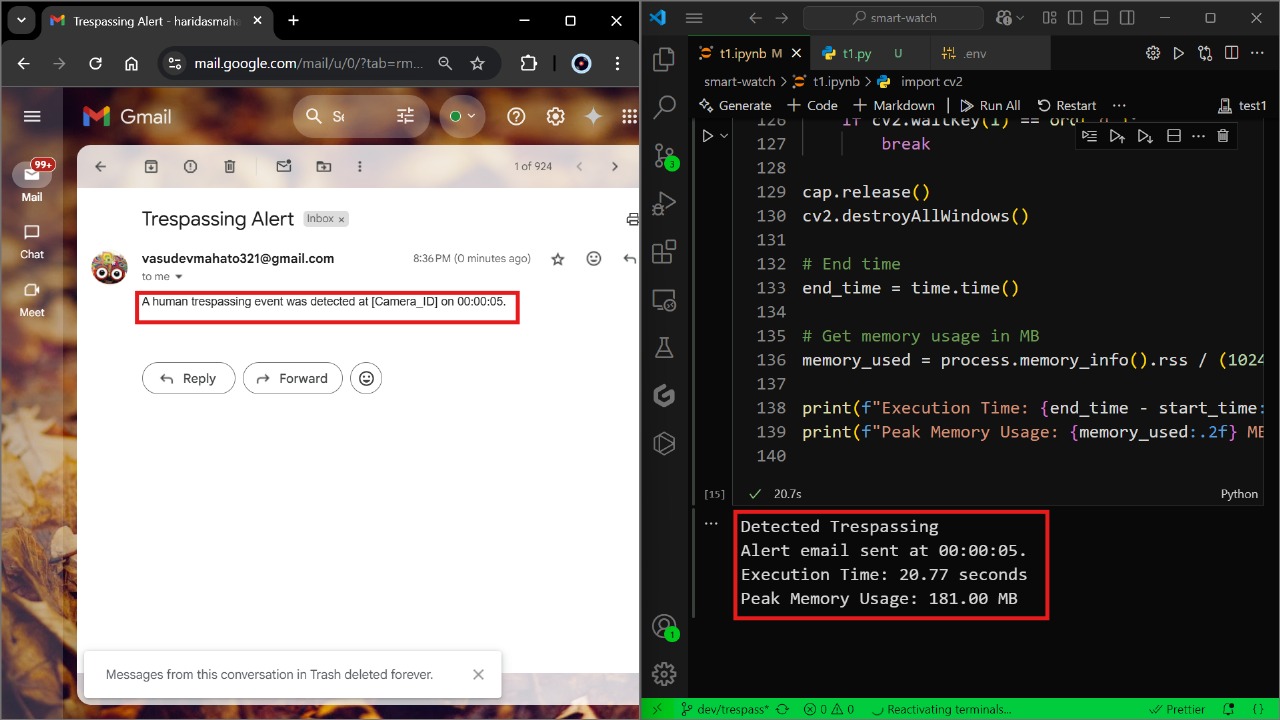 Trespassing Alert - haridasmaha
mail.google.com/mail/u/0/?tab=rm...
Gmail
Se
99+
Mail
Chat
Meet
1 of 924
Trespassing Alert
Inbox ×
vasudevmahato321@gmail.com
8:36 PM (0 minutes ago)
to me
A human trespassing event was detected at [Camera_ID] on 00:00:05.
Reply
Forward
Messages from this conversation in Trash deleted forever.
smart-watch
t1.ipynb M
t1.py U
.env
smart-watch > t1.ipynb > import cv2
Generate + Code + Markdown | Run All Restart ...
test1
126 if cv2.waitKey(1) == ord('q'):
127 break
128
129 cap.release()
130 cv2.destroyAllWindows()
131
132 # End time
133 end_time = time.time()
134
135 # Get memory usage in MB
136 memory_used = process.memory_info().rss / (1024
137
138 print(f"Execution Time: {end_time - start_time:
139 print(f"Peak Memory Usage: {memory_used:.2f} MB
140
[15] ✓ 20.7s
Python
3
...
Detected Trespassing
Alert email sent at 00:00:05.
Execution Time: 20.77 seconds
Peak Memory Usage: 181.00 MB
1
dev/trespass* 0 0 Reactivating terminals...
Prettier {}